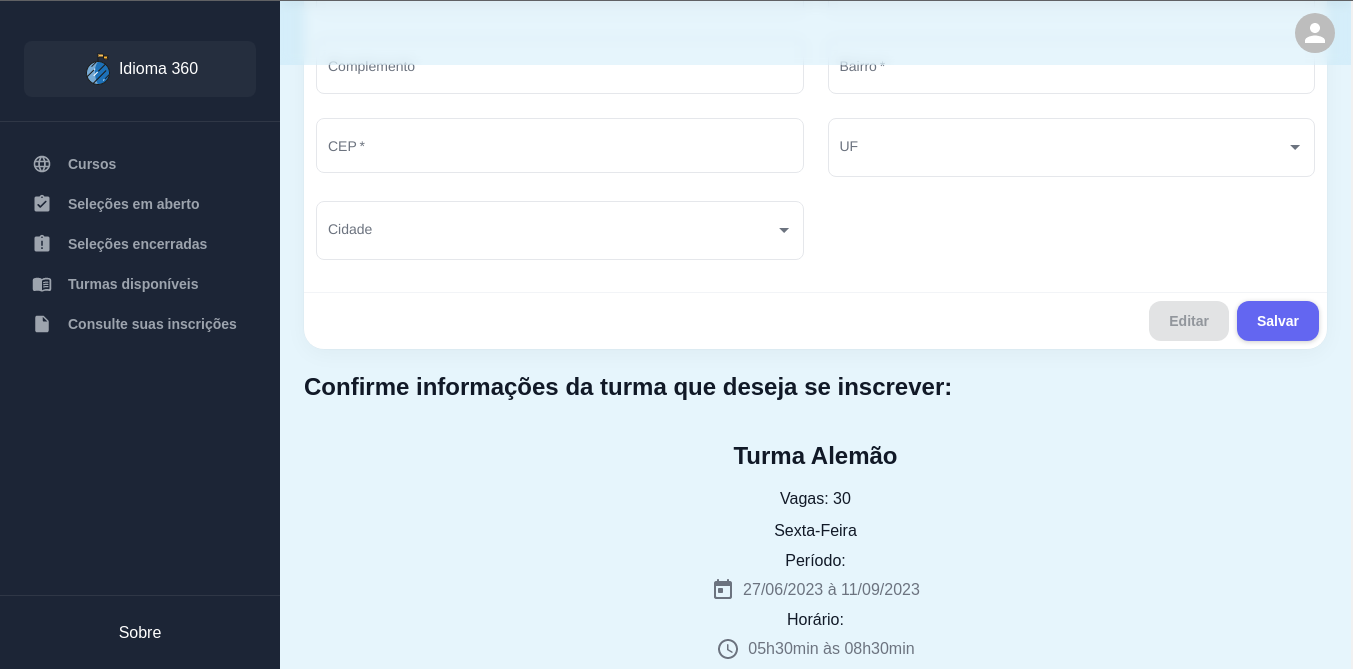 Idioma 360
Cursos
Seleções em aberto
Seleções encerradas
Turmas disponíveis
Consulte suas inscrições
Sobre
Complemento
Bairro *
CEP *
UF
Cidade
Editar
Salvar
Confirme informações da turma que deseja se inscrever:
Turma Alemão
Vagas: 30
Sexta-Feira
Período:
27/06/2023 à 11/09/2023
Horário:
05h30min às 08h30min